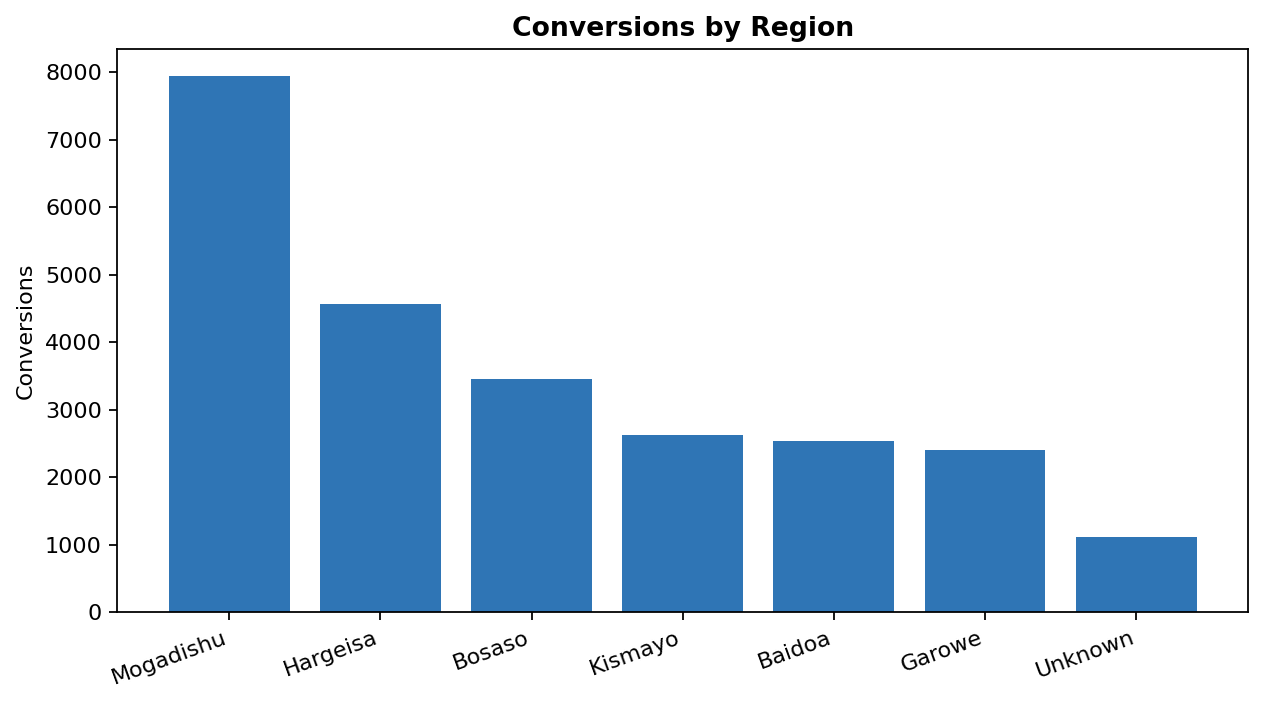 Conversions by Region
Conversions
8000
7000
6000
5000
4000
3000
2000
1000
0
Mogadishu
Hargeisa
Bosaso
Kismayo
Baidoa
Garowe
Unknown